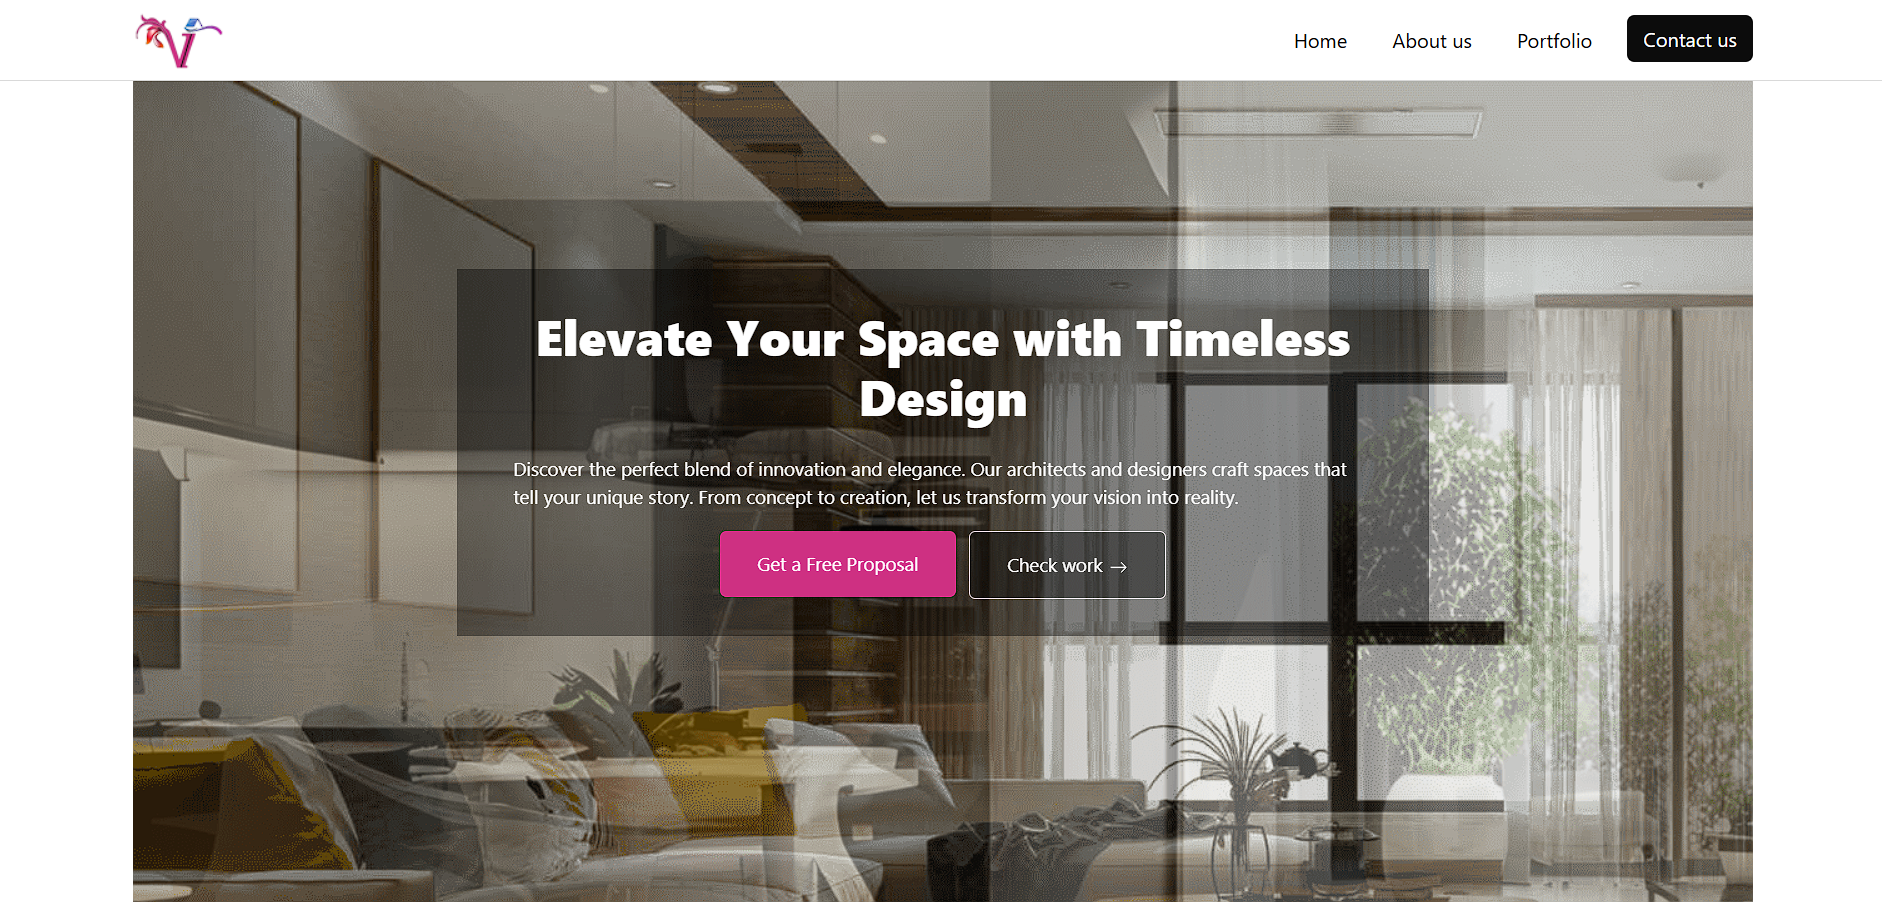 V
Home
About us
Portfolio
Contact us
Elevate Your Space with Timeless
Design
Discover the perfect blend of innovation and elegance. Our architects and designers craft spaces that
tell your unique story. From concept to creation, let us transform your vision into reality.
Get a Free Proposal
Check work →